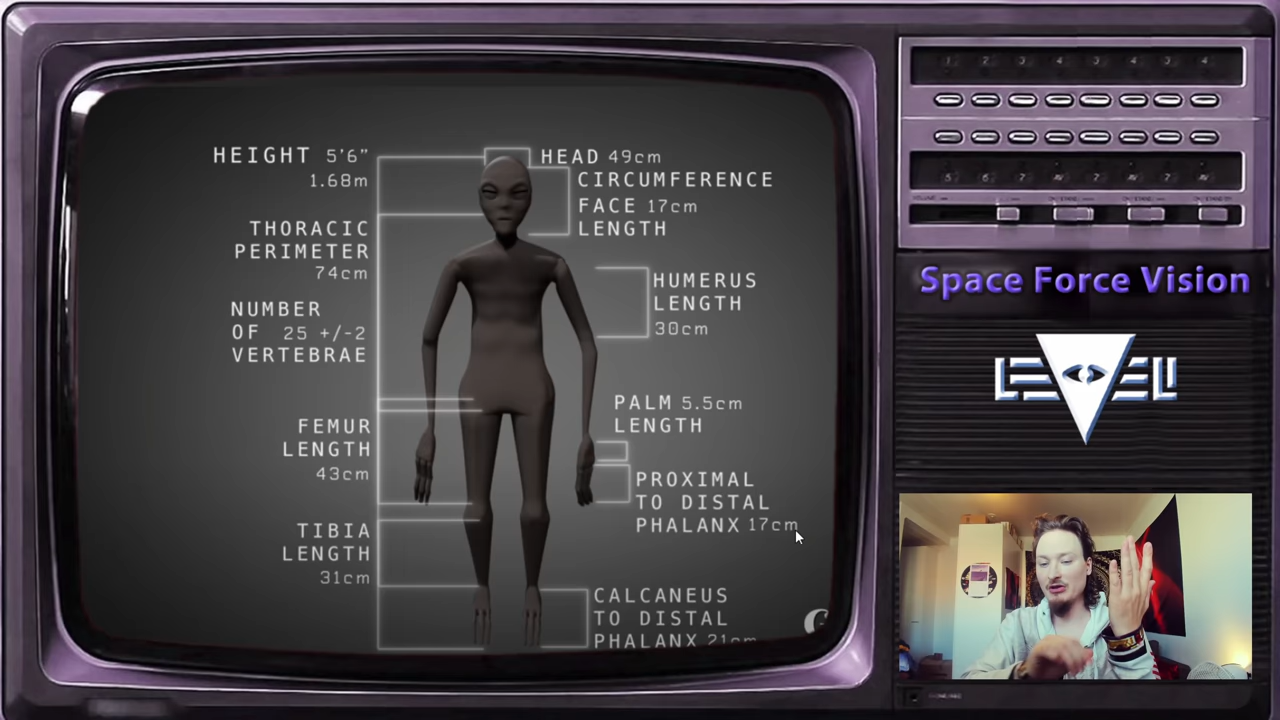 HEIGHT 5'6”
1.68m
THORACIC
PERIMETER
74cm
NUMBER
OF 25 +/-2
VERTEBRAE
FEMUR
LENGTH
43cm
TIBIA
LENGTH
31cm
HEAD 49cm
CIRCUMFERENCE
FACE 17cm
LENGTH
HUMERUS
LENGTH
30cm
PALM 5.5cm
LENGTH
PROXIMAL
TO DISTAL
PHALANX 17cm
CALCANEUS
TO DISTAL
PHALANX 21cm
Space Force Vision